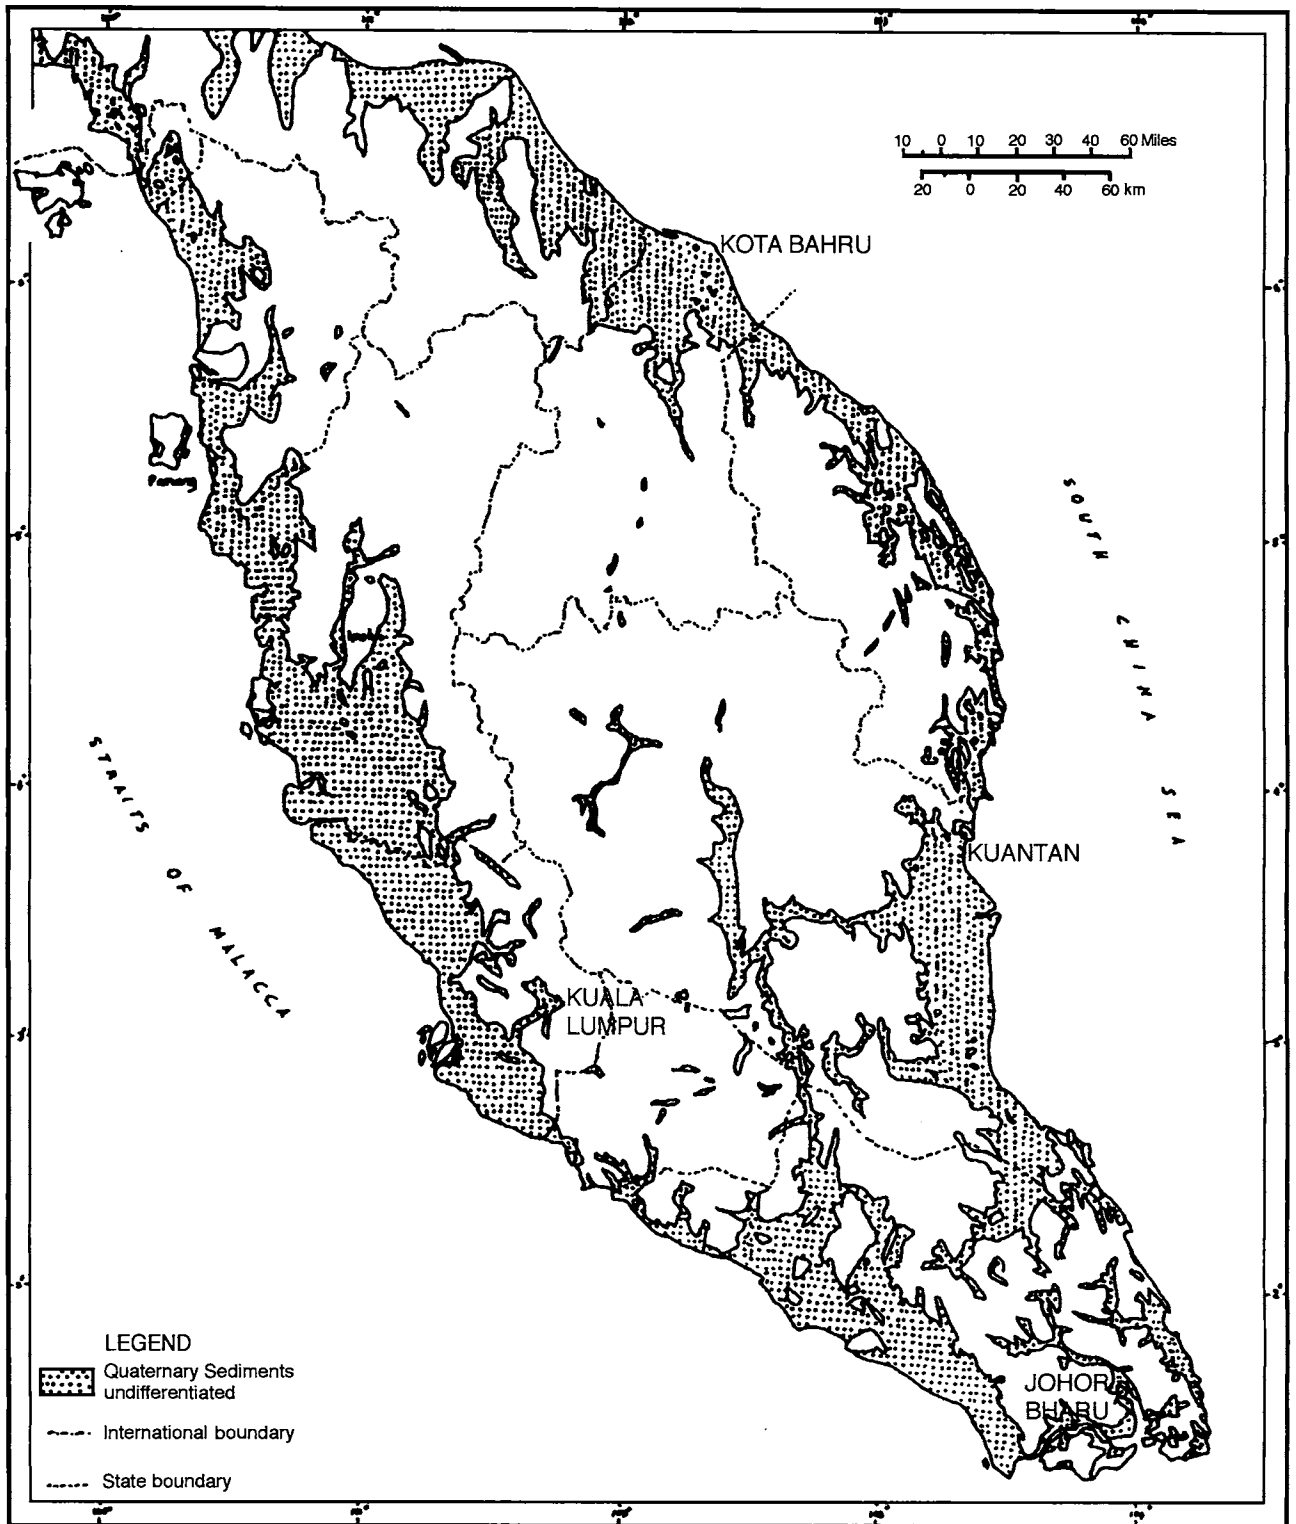 10 0 10 20 30 40 60 Miles
20 0 20 40 60 km
KOTA BAHRU
Penang
SOUTH CHINA SEA
STRAITS OF MALACCA
KUANTAN
KUALA
LUMPUR
JOHOR
BHARU
LEGEND
Quaternary Sediments
undifferentiated
International boundary
State boundary